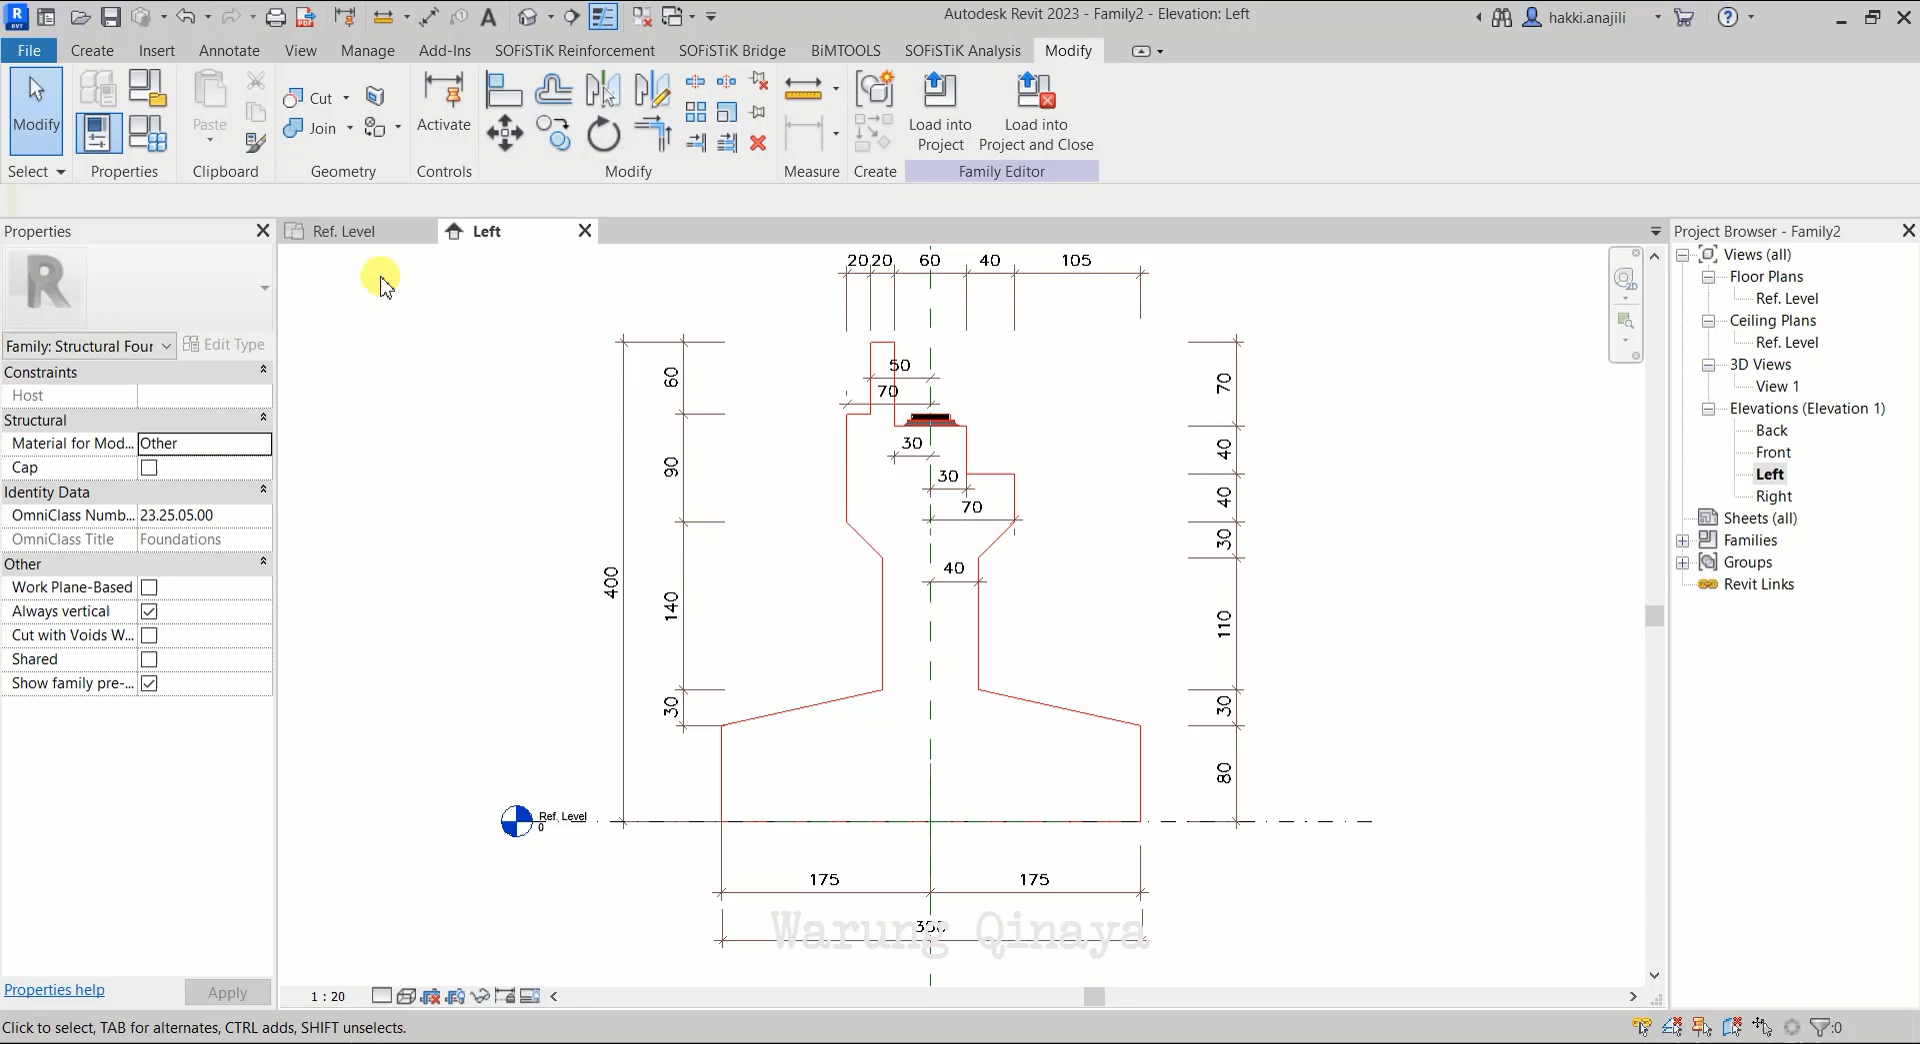 Autodesk Revit 2023 - Family2 - Elevation: Left
hakki.anajili
File Create Insert Annotate View Manage Add-Ins SOFiSTiK Reinforcement SOFiSTiK Bridge BiMTOOLS SOFiSTiK Analysis Modify
Modify
Paste
Cut
Join
Activate
Load into
Project
Load into
Project and Close
Select Properties Clipboard Geometry Controls Modify Measure Create Family Editor
Properties
Ref. Level
Left
Project Browser - Family2
R
Family: Structural Four
Edit Type
Constraints
Host
Structural
Material for Mod... Other
Cap
Identity Data
OmniClass Numb... 23.25.05.00
OmniClass Title Foundations
Other
Work Plane-Based
Always vertical
Cut with Voids W...
Shared
Show family pre-...
Properties help
Apply
20 20 60 40 105
50
70
30
30
70
40
60
90
140
30
400
70
40
40
30
110
30
80
Ref. Level
0
175 175
Warung Qinaya
1 : 20
2D
Views (all)
Floor Plans
Ref. Level
Ceiling Plans
Ref. Level
3D Views
View 1
Elevations (Elevation 1)
Back
Front
Left
Right
Sheets (all)
Families
Groups
Revit Links
Click to select, TAB for alternates, CTRL adds, SHIFT unselects.
:0